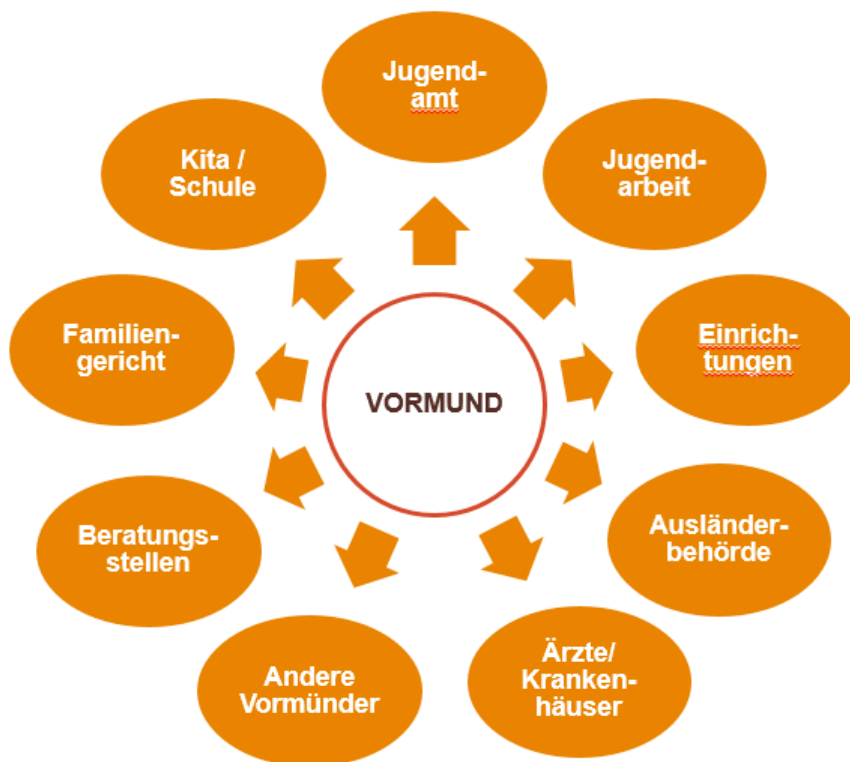 Jugend-
amt
Jugend-
arbeit
Einrich-
tungen
Ausländer-
behörde
Ärzte/
Kranken-
häuser
Andere
Vormünder
Beratungs-
stellen
Familien-
gericht
Kita /
Schule
VORMUND